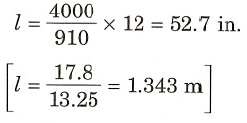 l = 4000/910 × 12 = 52.7 in.
[l = 17.8/13.25 = 1.343 m]